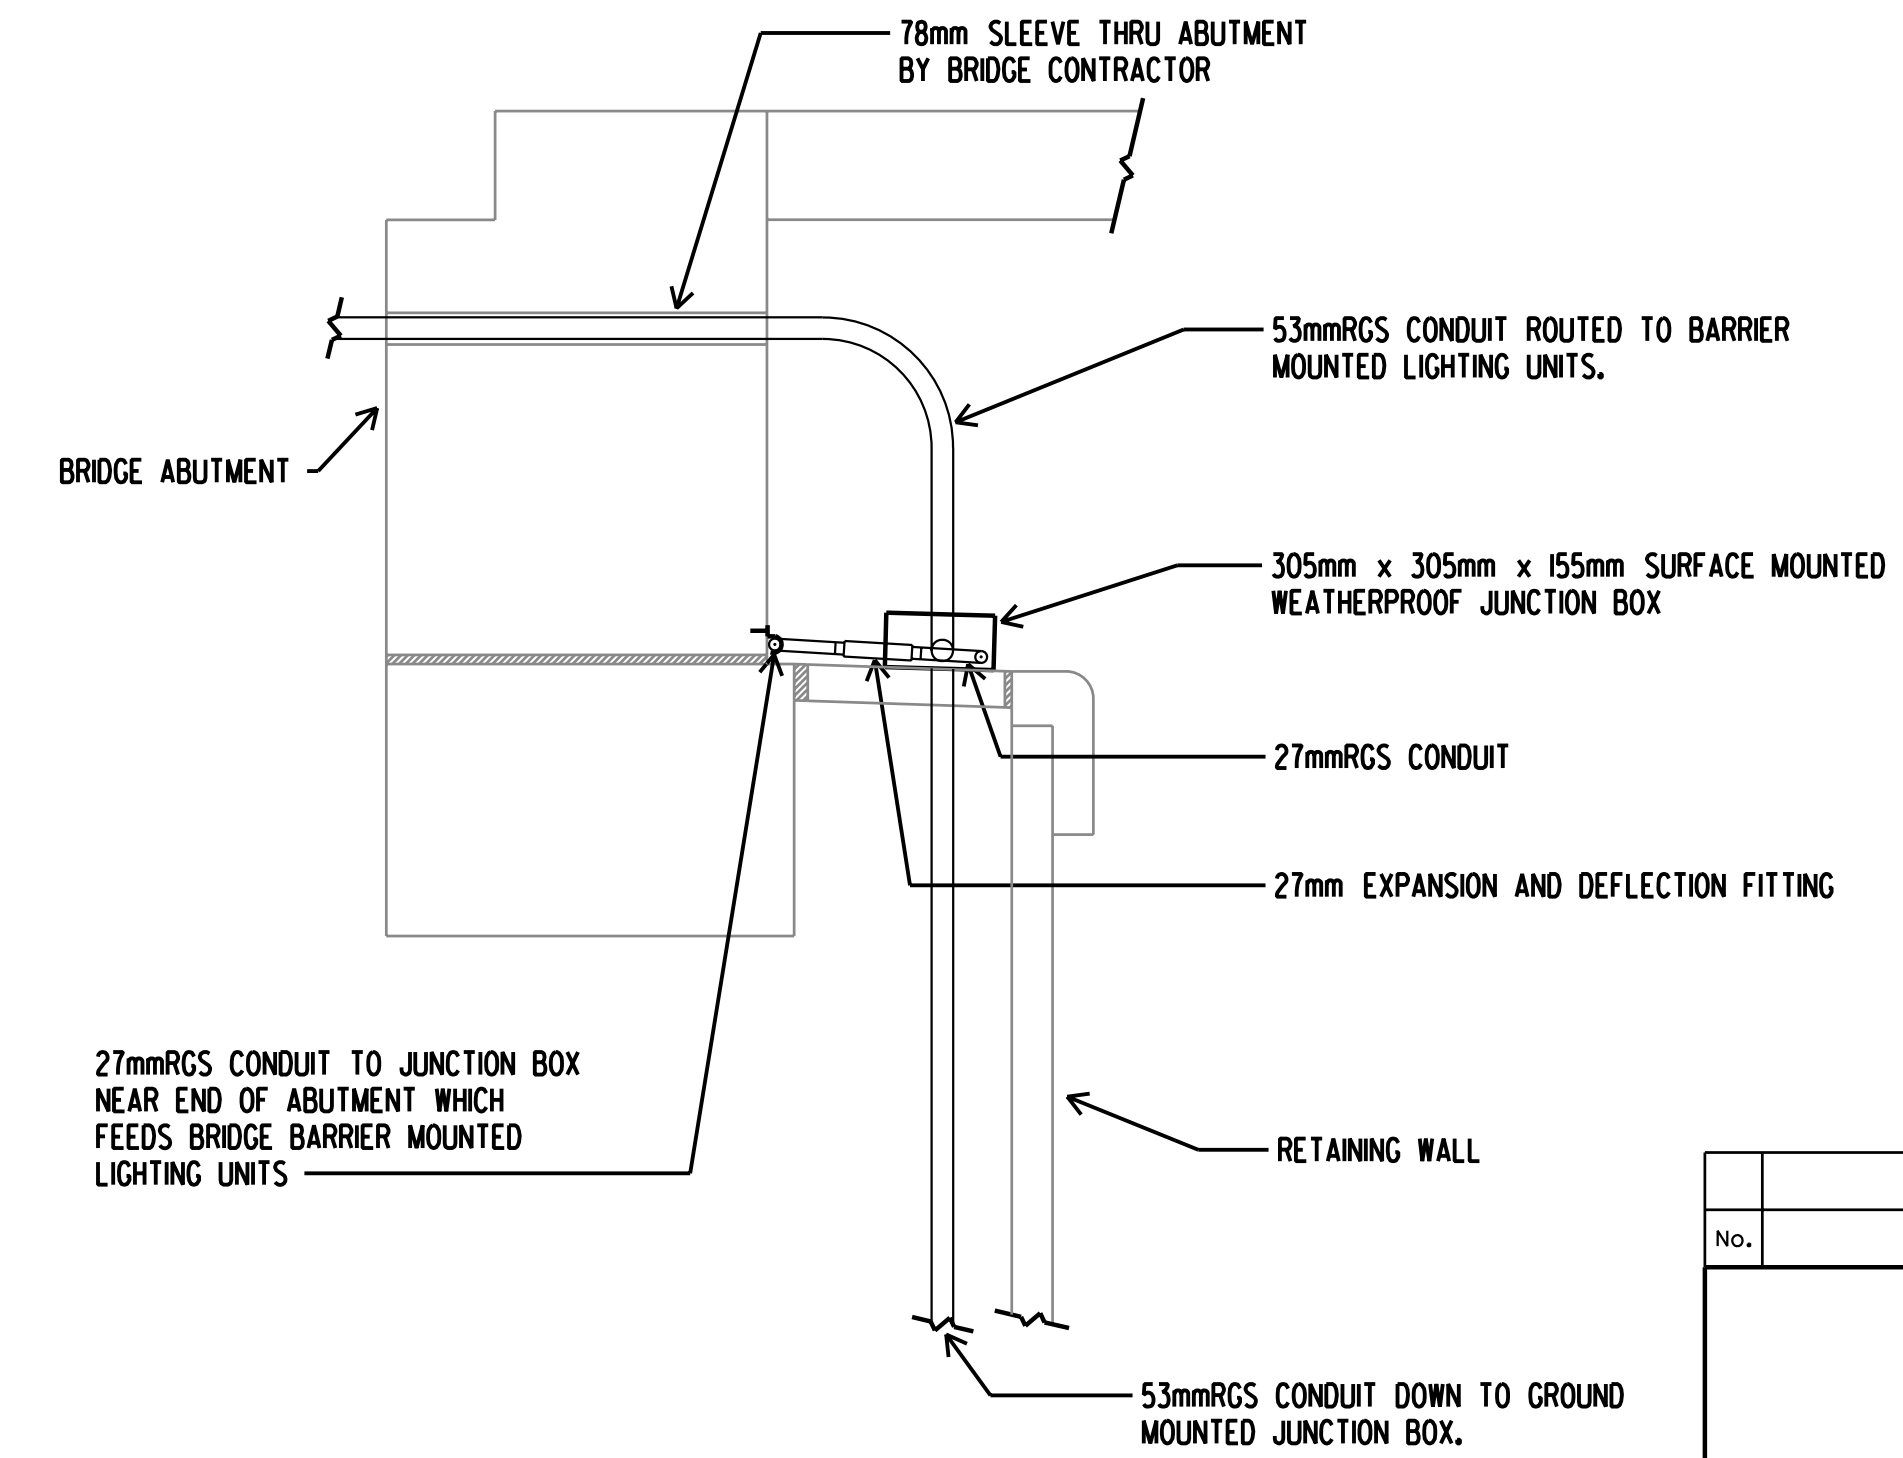 78mm SLEEVE THRU ABUTMENT
BY BRIDGE CONTRACTOR
53mmRGS CONDUIT ROUTED TO BARRIER
MOUNTED LIGHTING UNITS.
BRIDGE ABUTMENT
305mm x 305mm x 155mm SURFACE MOUNTED
WEATHERPROOF JUNCTION BOX
27mmRGS CONDUIT
27mm EXPANSION AND DEFLECTION FITTING
27mmRGS CONDUIT TO JUNCTION BOX
NEAR END OF ABUTMENT WHICH
FEEDS BRIDGE BARRIER MOUNTED
LIGHTING UNITS
RETAINING WALL
No.
53mmRGS CONDUIT DOWN TO GROUND
MOUNTED JUNCTION BOX.